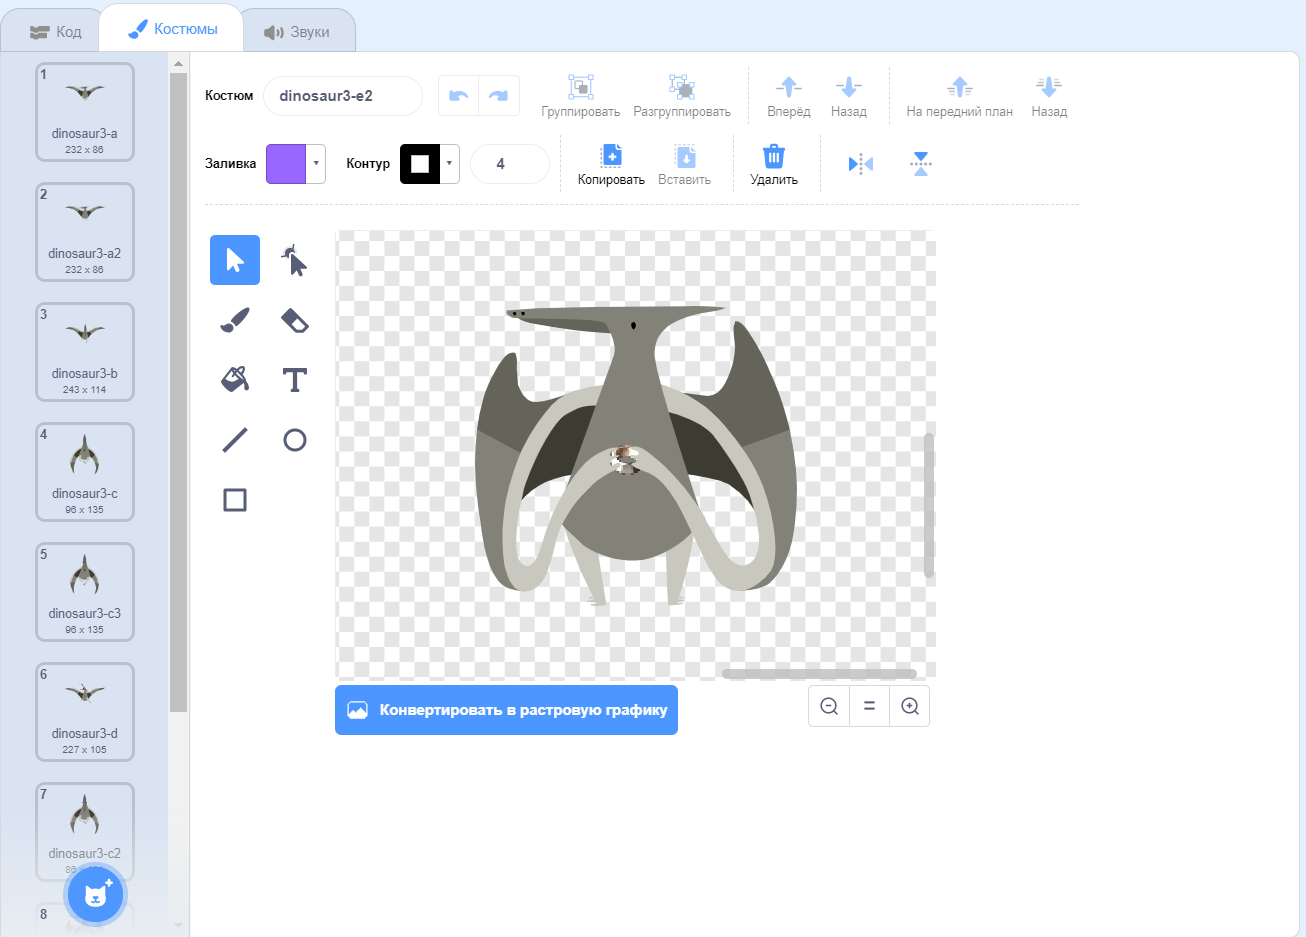 Код
Костюмы
Звуки
1
dinosaur3-a
232 x 86
2
dinosaur3-a2
232 x 86
3
dinosaur3-b
243 x 114
4
dinosaur3-c
96 x 135
5
dinosaur3-c3
96 x 135
6
dinosaur3-d
227 x 105
7
dinosaur3-c2
8
Костюм
dinosaur3-e2
Группировать
Разгруппировать
Вперёд
Назад
На передний план
Назад
Заливка
Контур
4
Копировать
Вставить
Удалить
Конвертировать в растровую графику